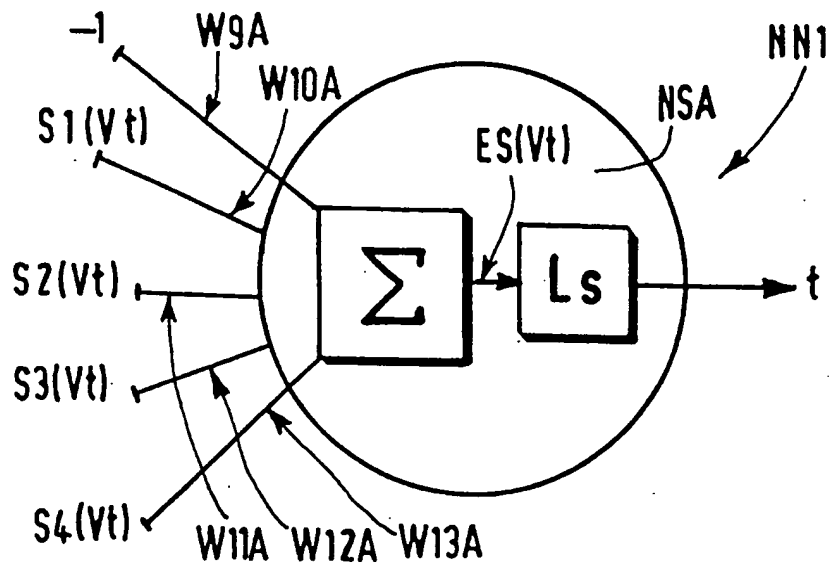 -1
W9A
W10A
NN1
S1(Vt)
NSA
ES(Vt)
S2(Vt)
Σ
Ls
t
S3(Vt)
S4(Vt)
W11A
W12A
W13A